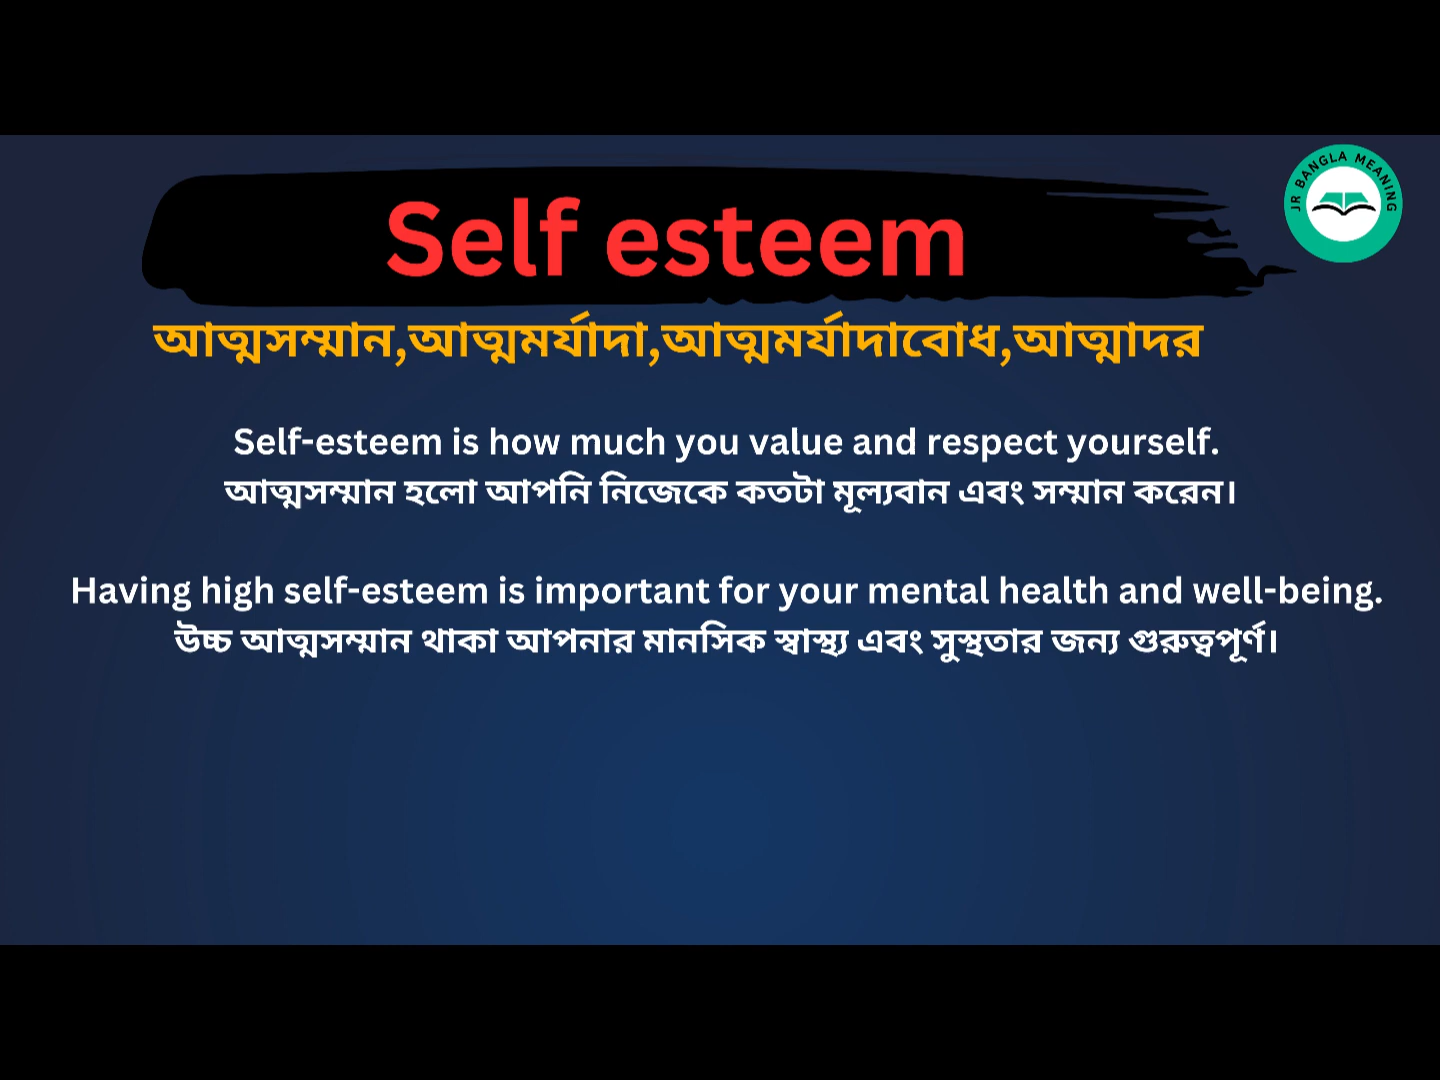 JR BANGLA MEANING
Self esteem
আত্মসম্মান,আত্মমর্যাদা,আত্মমর্যাদাবোধ,আত্মাদর
Self-esteem is how much you value and respect yourself.
আত্মসম্মান হলো আপনি নিজেকে কতটা মূল্যবান এবং সম্মান করেন।
Having high self-esteem is important for your mental health and well-being.
উচ্চ আত্মসম্মান থাকা আপনার মানসিক স্বাস্থ্য এবং সুস্থতার জন্য গুরুত্বপূর্ণ।